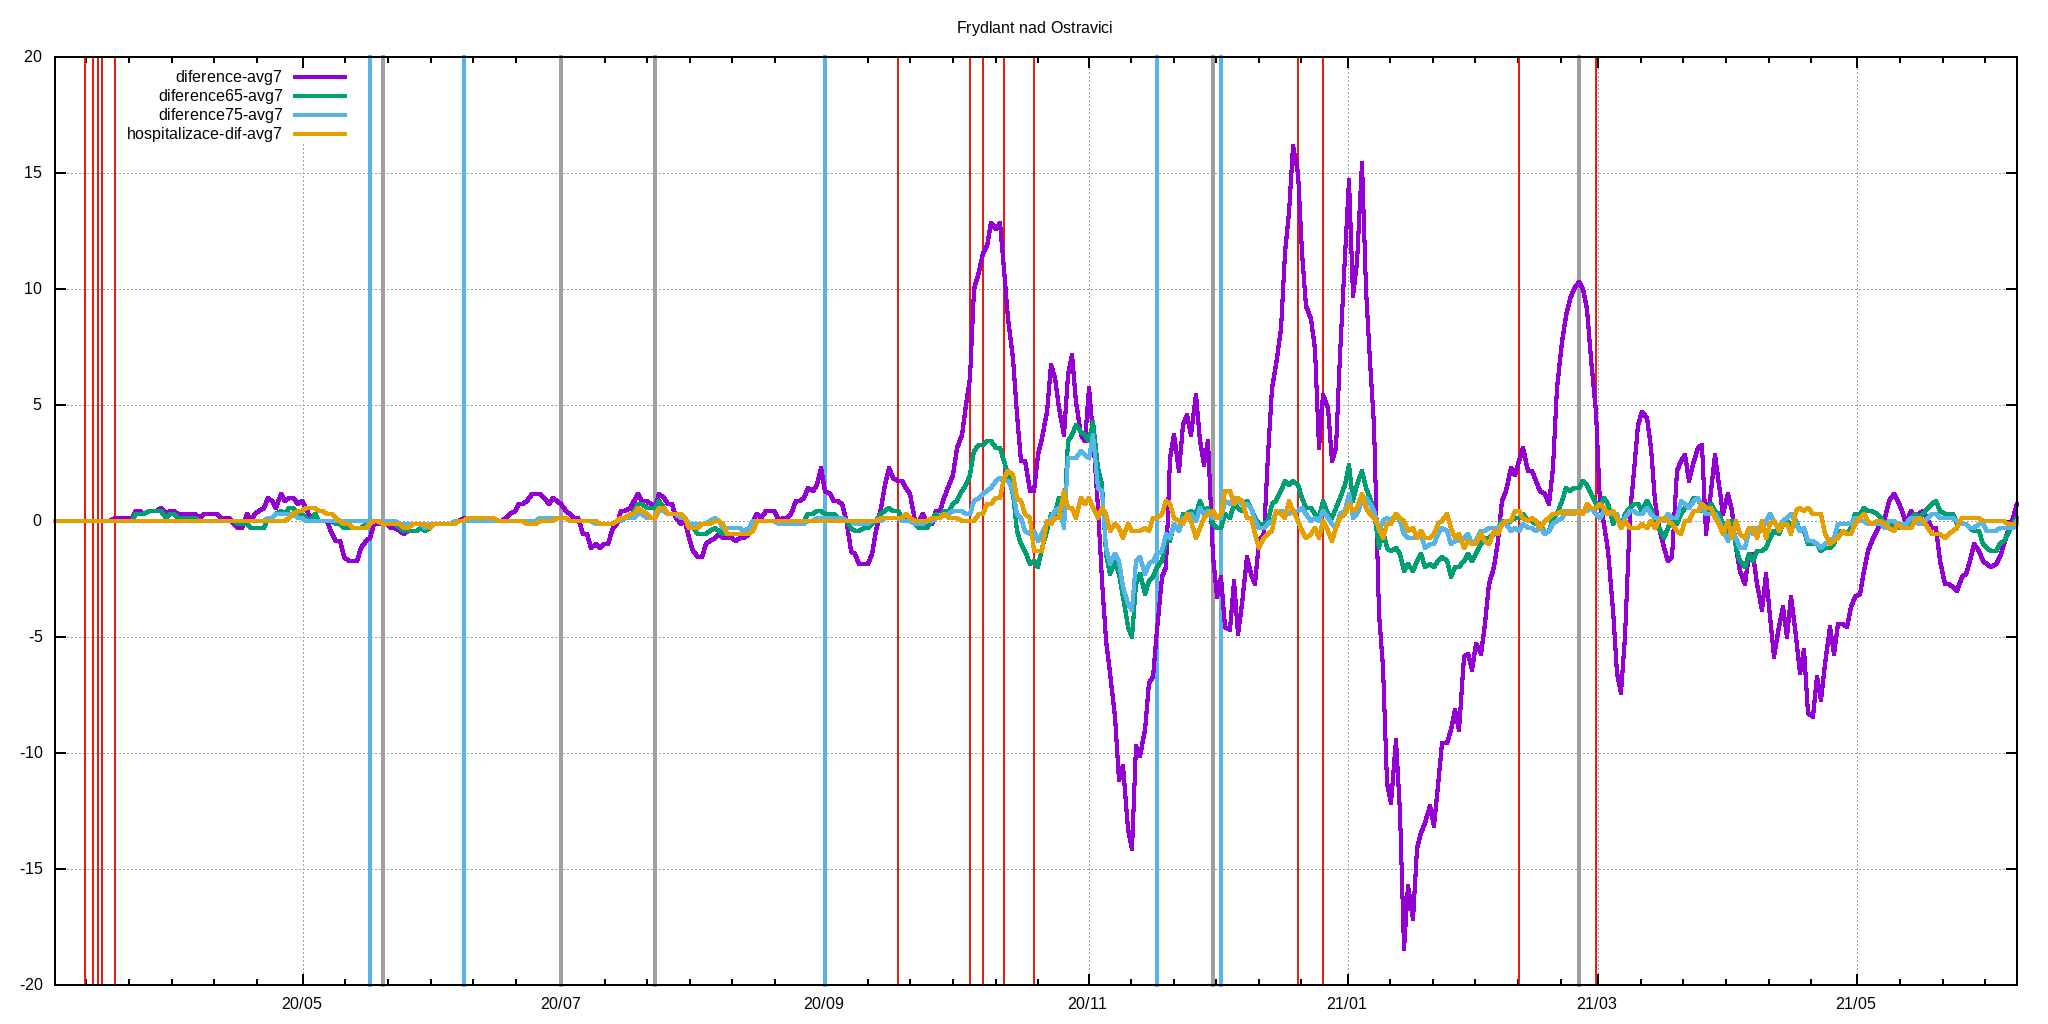 Frydlant nad Ostravici
diference-avg7
diference65-avg7
diference75-avg7
hospitalizace-dif-avg7
20
15
10
5
0
-5
-10
-15
-20
20/05 20/07 20/09 20/11 21/01 21/03 21/05